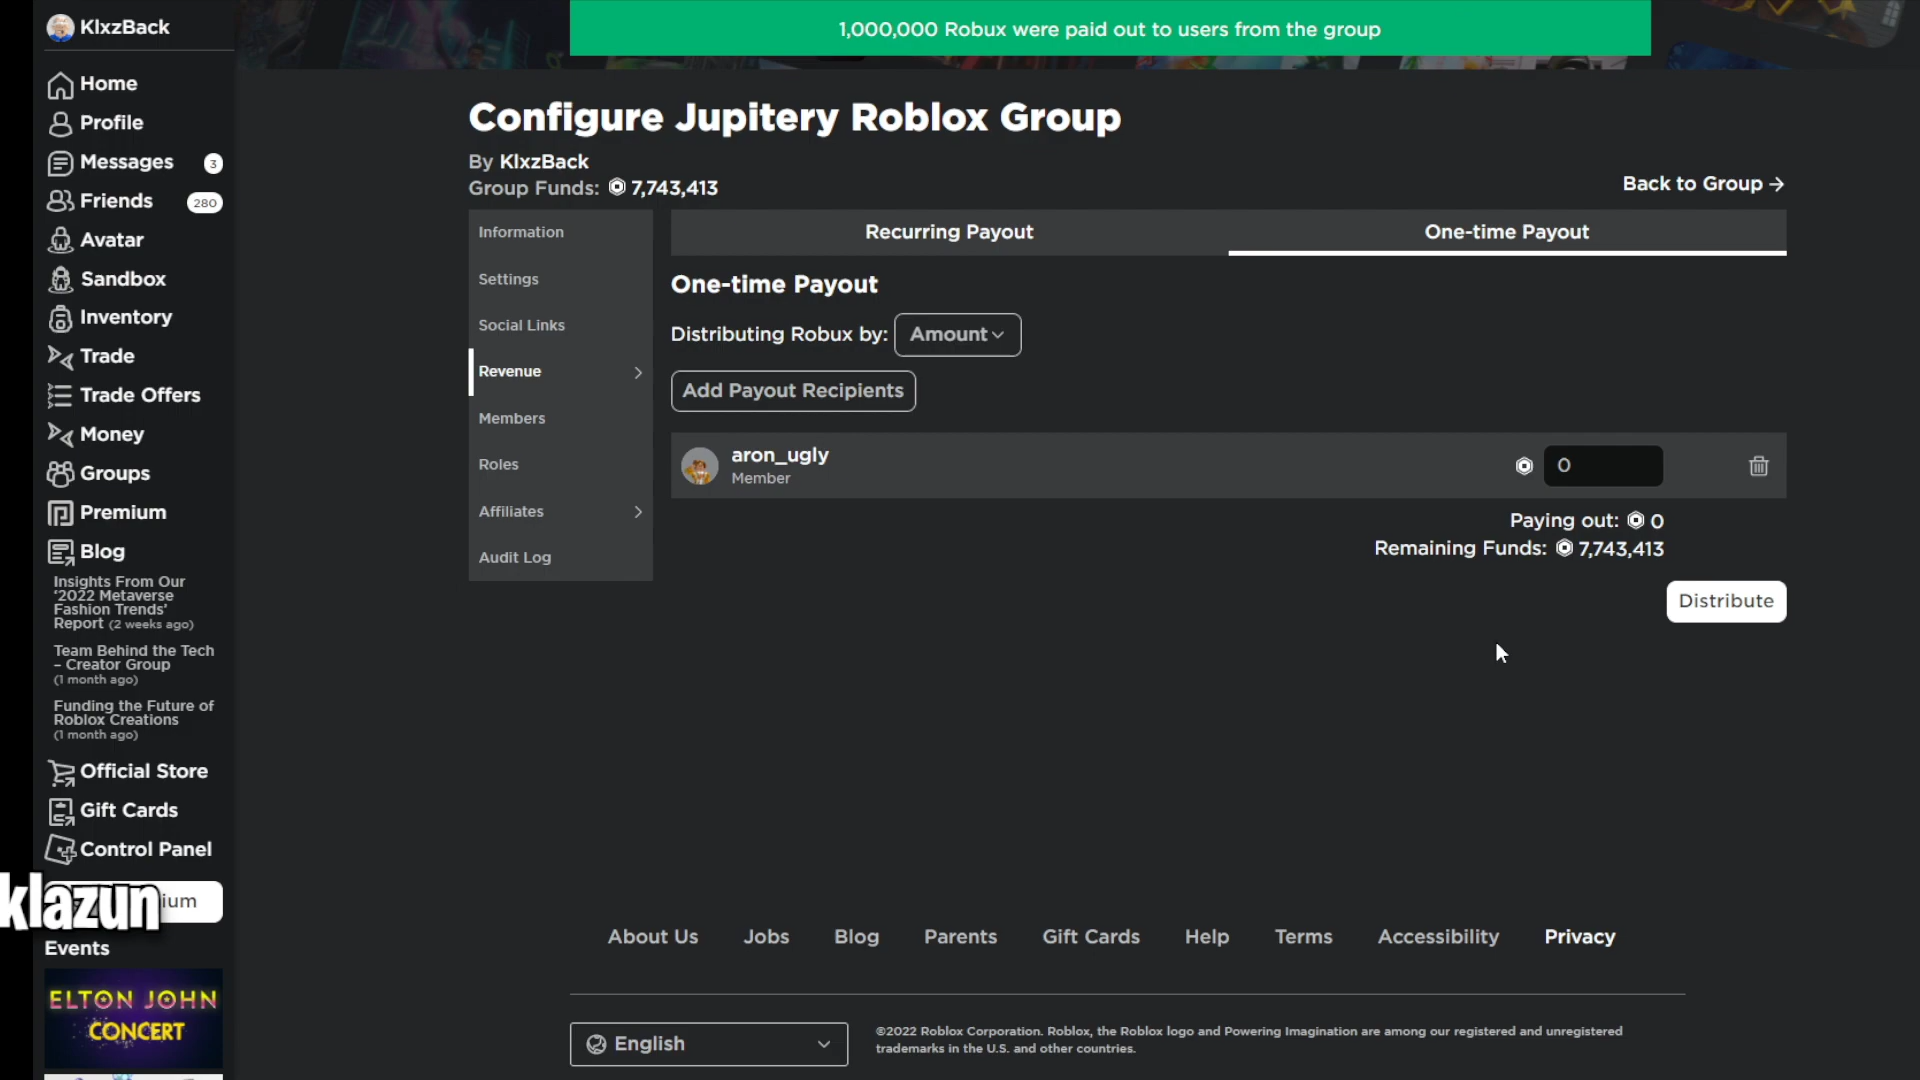 KlxzBack
1,000,000 Robux were paid out to users from the group
Home
Profile
Messages 3
Friends 280
Avatar
Sandbox
Inventory
Trade
Trade Offers
Money
Groups
Premium
Blog
Insights From Our
‘2022 Metaverse
Fashion Trends’
Report (2 weeks ago)
Team Behind the Tech
– Creator Group
(1 month ago)
Funding the Future of
Roblox Creations
(1 month ago)
Official Store
Gift Cards
Control Panel
klazun
ium
Events
ELTON JOHN
CONCERT
Configure Jupitery Roblox Group
By KlxzBack
Group Funds: 7,743,413
Back to Group
Information
Settings
Social Links
Revenue
Members
Roles
Affiliates
Audit Log
Recurring Payout
One-time Payout
One-time Payout
Distributing Robux by: Amount
Add Payout Recipients
aron_ugly
Member
0
Paying out: 0
Remaining Funds: 7,743,413
Distribute
About Us Jobs Blog Parents Gift Cards Help Terms Accessibility Privacy
English
©2022 Roblox Corporation. Roblox, the Roblox logo and Powering Imagination are among our registered and unregistered
trademarks in the U.S. and other countries.